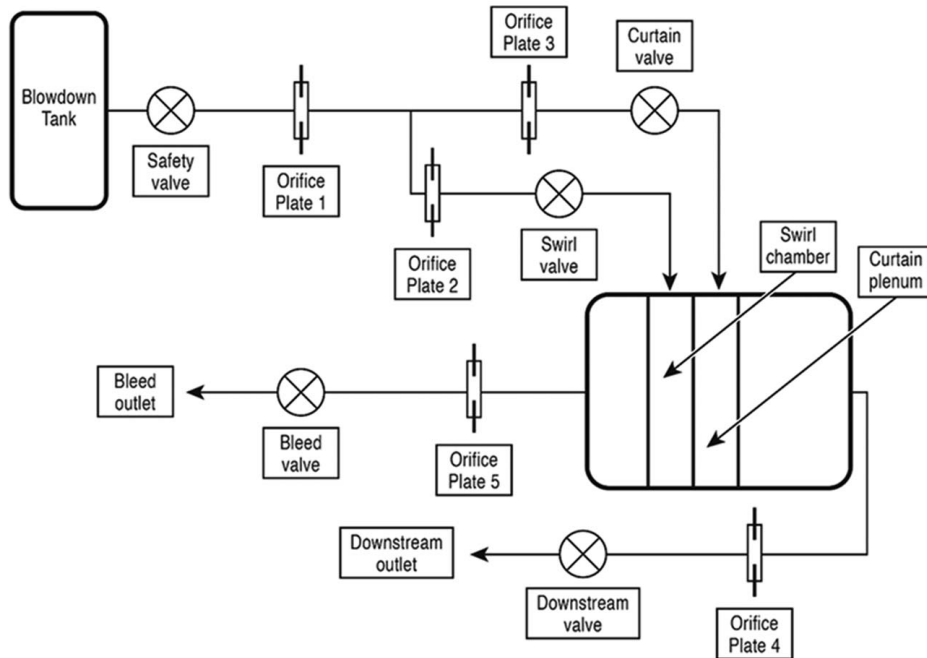 Blowdown
Tank
Safety
valve
Orifice
Plate 1
Orifice
Plate 3
Curtain
valve
Orifice
Plate 2
Swirl
valve
Swirl
chamber
Curtain
plenum
Bleed
outlet
Bleed
valve
Orifice
Plate 5
Downstream
outlet
Downstream
valve
Orifice
Plate 4